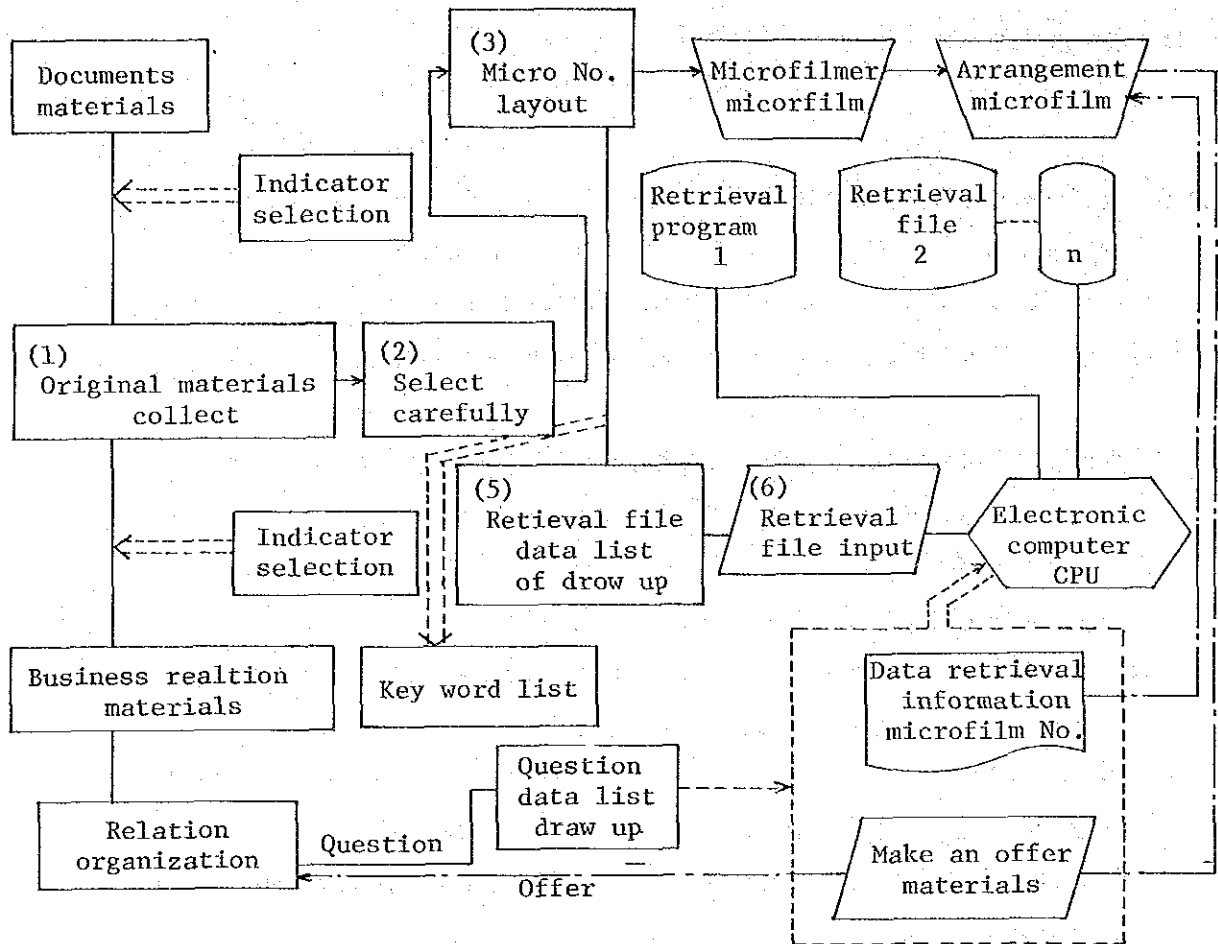 Documents
materials
(3)
Micro No.
layout
Microfilmer
micorfilm
Arrangement
microfilm
Indicator
selection
Retrieval
program
1
Retrieval
file
2
n
(1)
Original materials
collect
(2)
Select
carefully
Indicator
selection
(5)
Retieval file
data list
of drow up
(6)
Retrieval
file input
Electronic
computer
CPU
Business realtion
materials
Key word list
Data retrieval
information
microfilm No.
Question
data list
draw up
Relation
organization
Question
Offer
Make an offer
materials